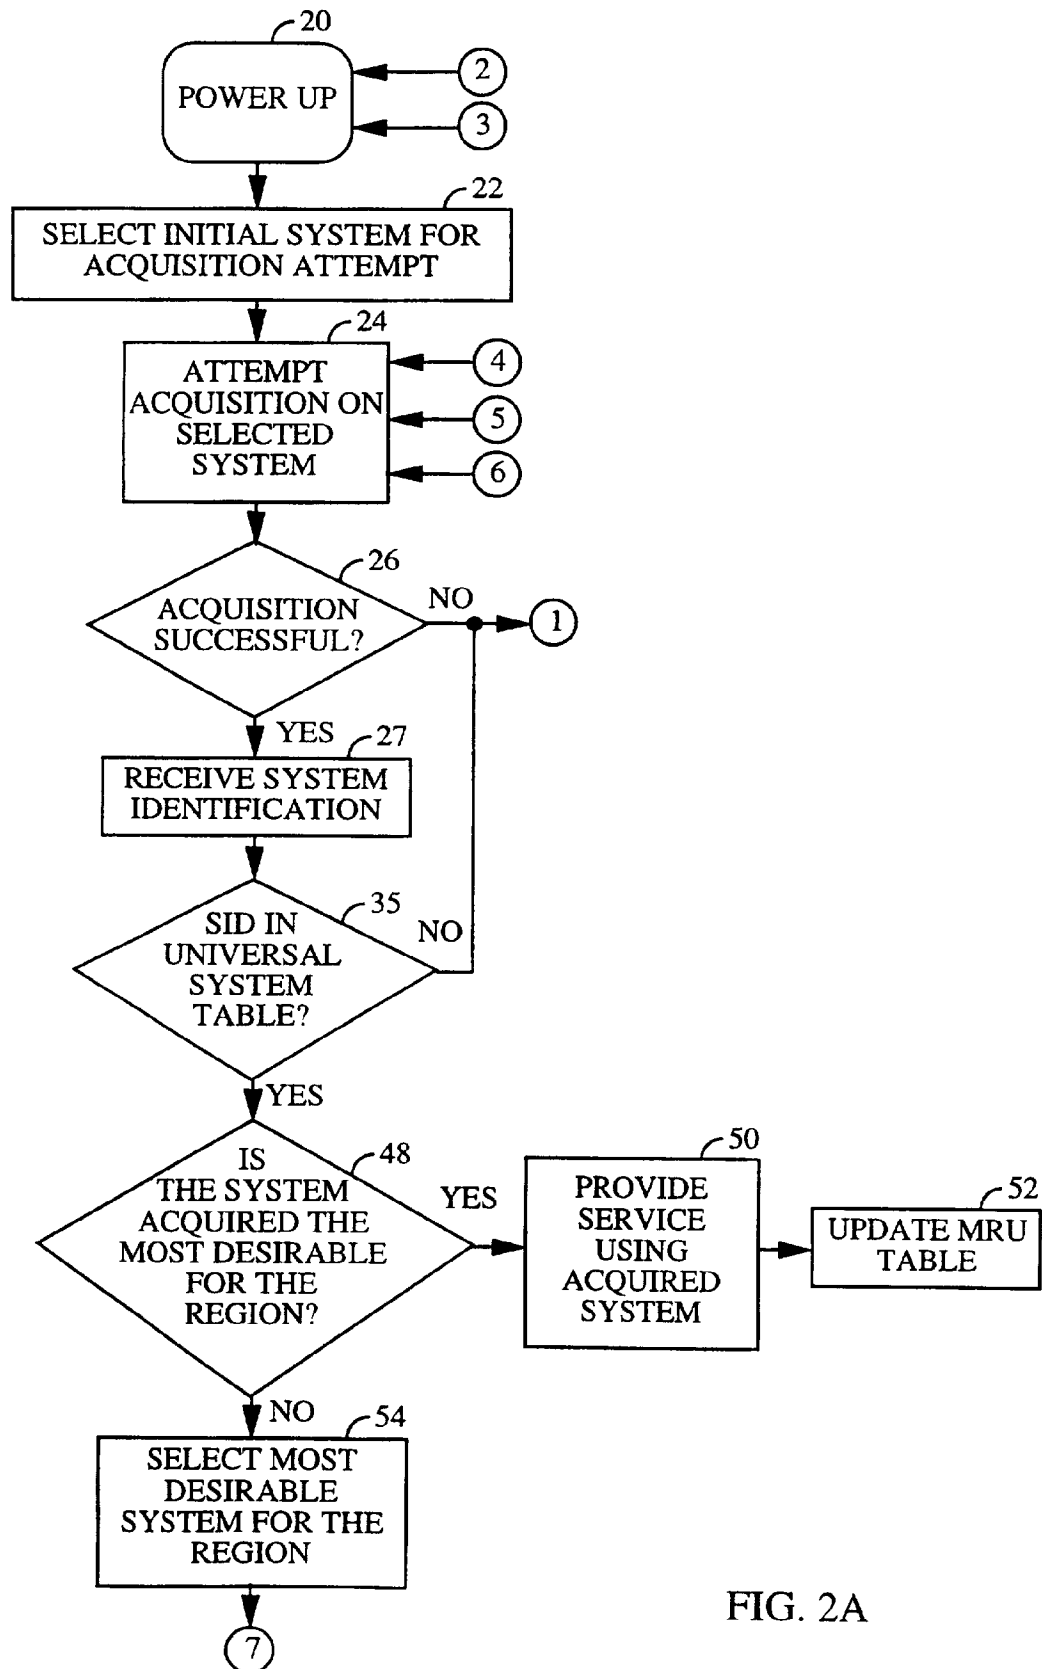 20
POWER UP
2
3
22
SELECT INITIAL SYSTEM FOR
ACQUISITION ATTEMPT
24
ATTEMPT
ACQUISITION ON
SELECTED
SYSTEM
4
5
6
26
ACQUISITION
SUCCESSFUL?
NO
1
YES
27
RECEIVE SYSTEM
IDENTIFICATION
35
SID IN
UNIVERSAL
SYSTEM
TABLE?
NO
YES
48
IS
THE SYSTEM
ACQUIRED THE
MOST DESIRABLE
FOR THE
REGION?
YES
50
PROVIDE
SERVICE
USING
ACQUIRED
SYSTEM
52
UPDATE MRU
TABLE
NO
54
SELECT MOST
DESIRABLE
SYSTEM FOR THE
REGION
7
FIG. 2A